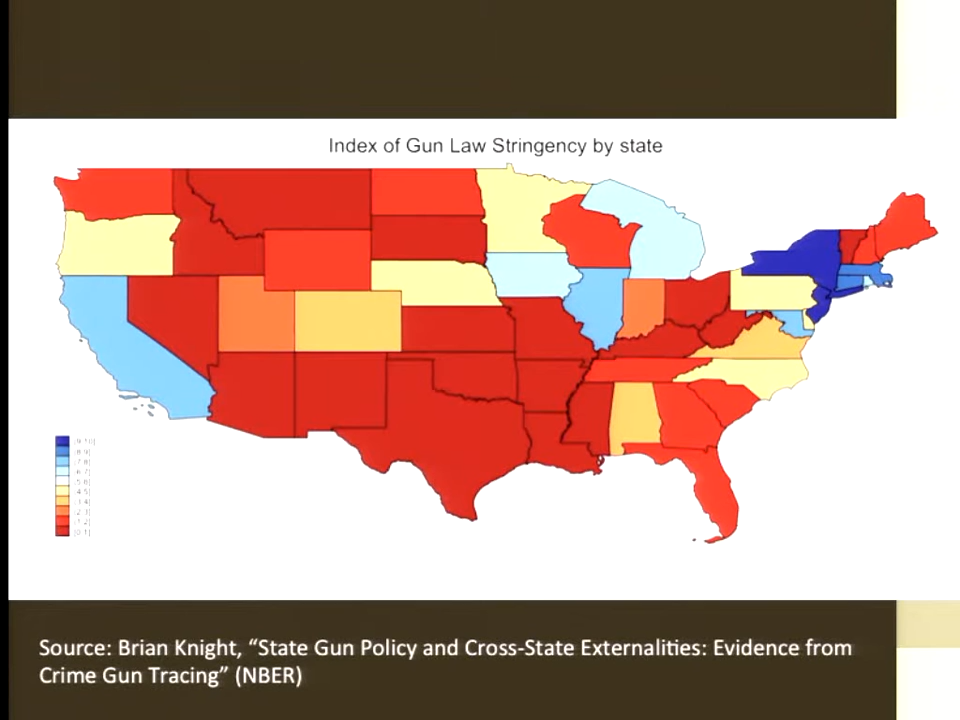 Index of Gun Law Stringency by state
Source: Brian Knight, “State Gun Policy and Cross-State Externalities: Evidence from
Crime Gun Tracing” (NBER)